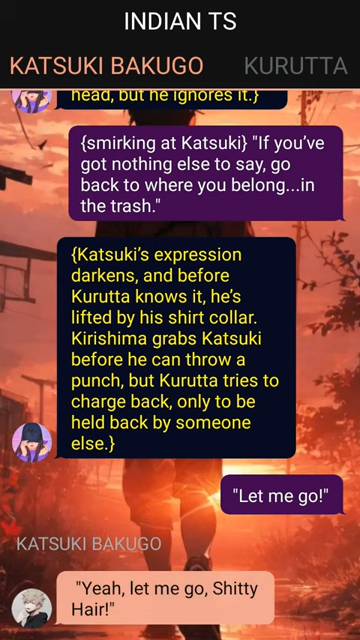 INDIAN TS
KATSUKI BAKUGO KURUTTA
head, but he ignores it.}
{smirking at Katsuki} "If you’ve
got nothing else to say, go
back to where you belong...in
the trash."
{Katsuki’s expression
darkens, and before
Kurutta knows it, he’s
lifted by his shirt collar.
Kirishima grabs Katsuki
before he can throw a
punch, but Kurutta tries to
charge back, only to be
held back by someone
else.}
"Let me go!"
KATSUKI BAKUGO
"Yeah, let me go, Shitty
Hair!"